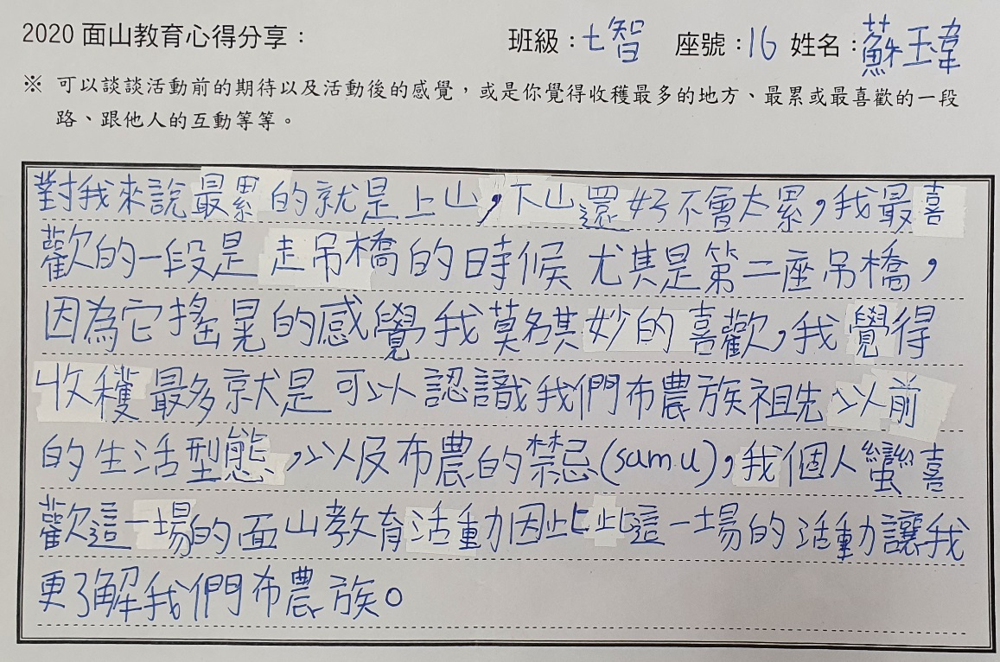 2020 面山教育心得分享： 班級：七智 座號：16 姓名：蘇玉瑋
※ 可以談談活動前的期待以及活動後的感覺，或是你覺得收穫最多的地方、最累或最喜歡的一段
路、跟他人的互動等等。
對我來說最累的就是上山，下山還好不會太累，我最喜
歡的一段是走吊橋的時候尤其是第二座吊橋，
因為它搖晃的感覺我莫名其妙的喜歡，我覺得
收穫最多就是可以認識我們布農族祖先以前
的生活型態，以及布農的禁忌(samu)，我個人蠻喜
歡這一場的面山教育活動因此此這一場的活動讓我
更了解我們布農族。